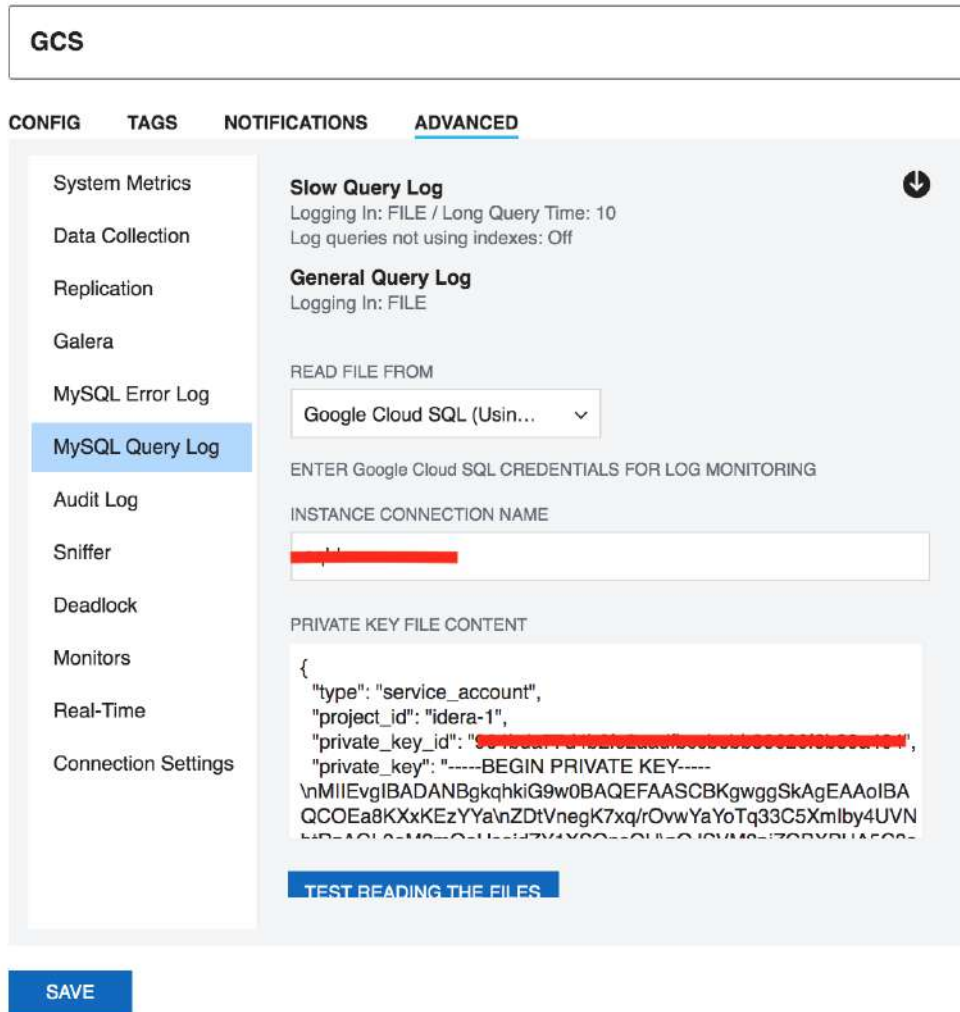 GCS
CONFIG TAGS NOTIFICATIONS ADVANCED
System Metrics
Data Collection
Replication
Galera
MySQL Error Log
MySQL Query Log
Audit Log
Sniffer
Deadlock
Monitors
Real-Time
Connection Settings
Slow Query Log
Logging In: FILE / Long Query Time: 10
Log queries not using indexes: Off
General Query Log
Logging In: FILE
READ FILE FROM
Google Cloud SQL (Usin...
ENTER Google Cloud SQL CREDENTIALS FOR LOG MONITORING
INSTANCE CONNECTION NAME
PRIVATE KEY FILE CONTENT
{
"type": "service_account",
"project_id": "idera-1",
"private_key_id": "
"private_key": "-----BEGIN PRIVATE KEY-----
TEST READING THE FILES
SAVE